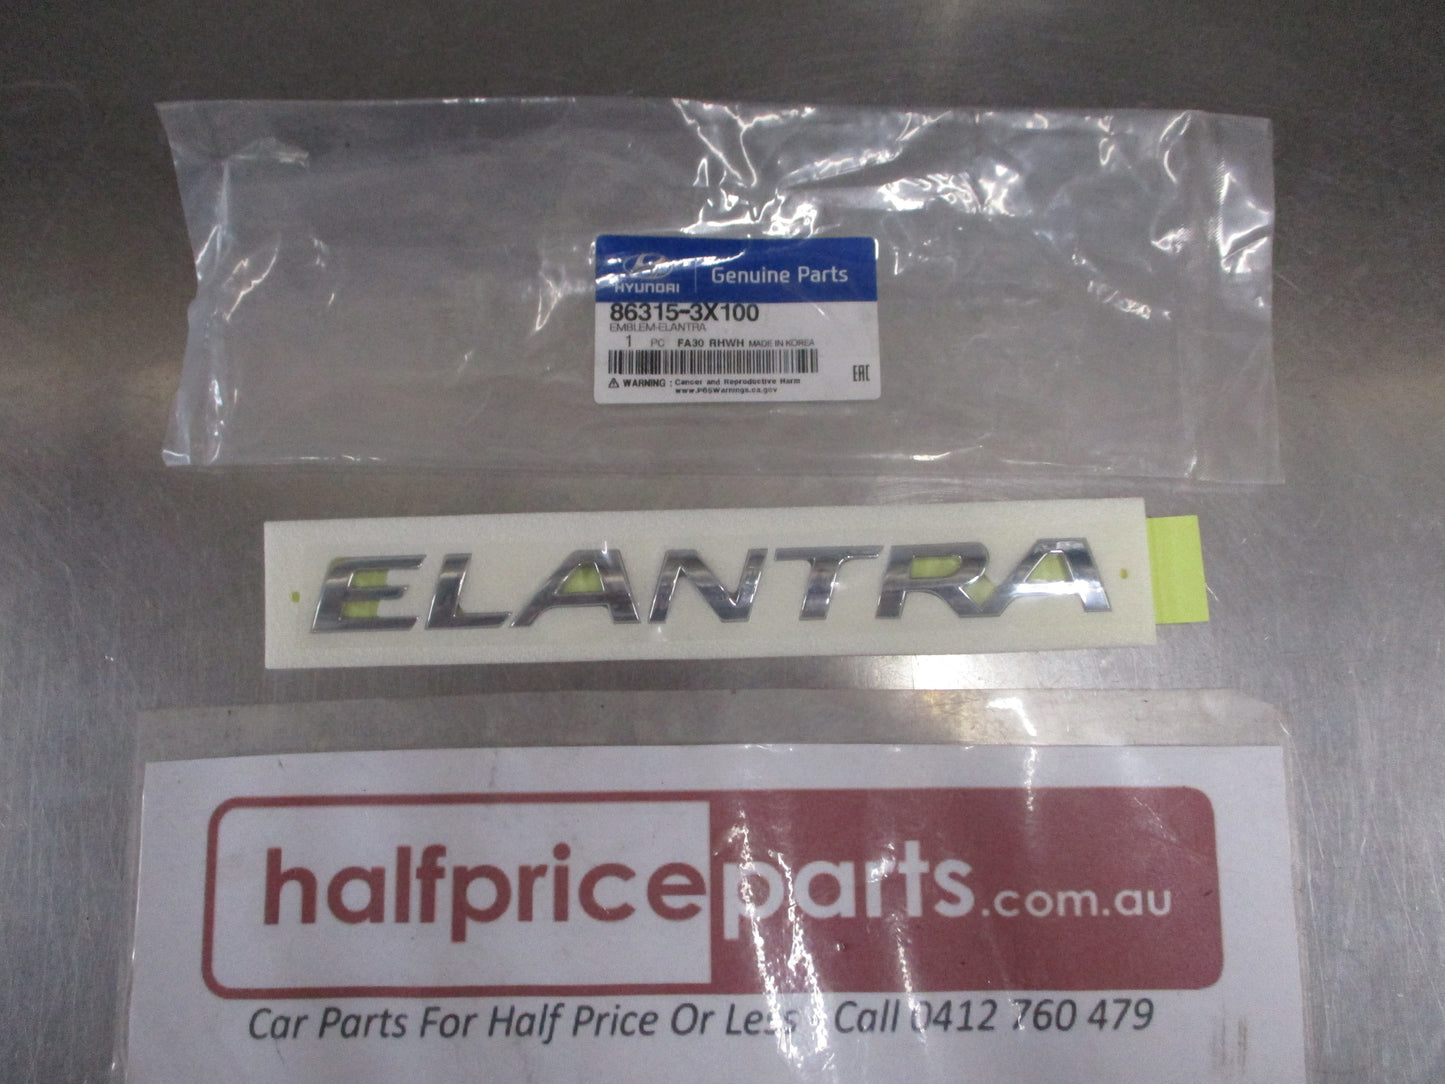 HYUNDAI Genuine Parts
86315-3X100
EMBLEM-ELANTRA
1 PC FA30 RHWH MADE IN KOREA
WARNING : Cancer and Reproductive Harm
www.P65Warnings.ca.gov
EAC
ELANTRA
halfpriceparts.com.au
Car Parts For Half Price Or Less Call 0412 760 479